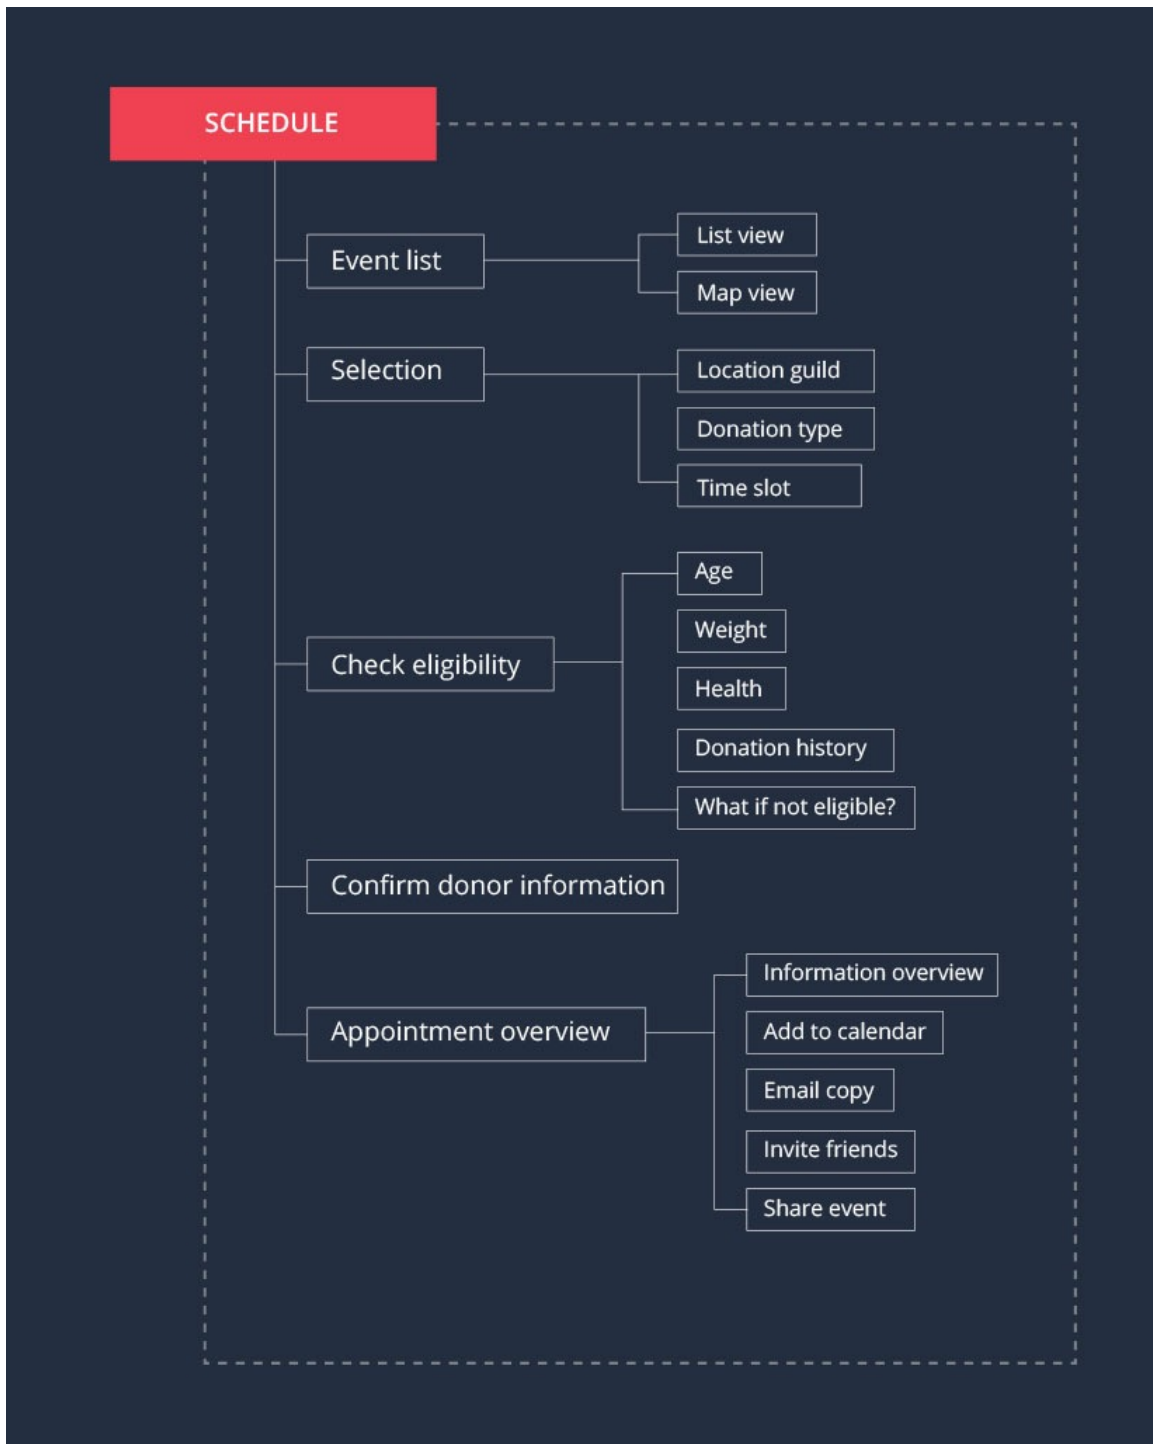 SCHEDULE
Event list
List view
Map view
Selection
Location guild
Donation type
Time slot
Check eligibility
Age
Weight
Health
Donation history
What if not eligible?
Confirm donor information
Appointment overview
Information overview
Add to calendar
Email copy
Invite friends
Share event